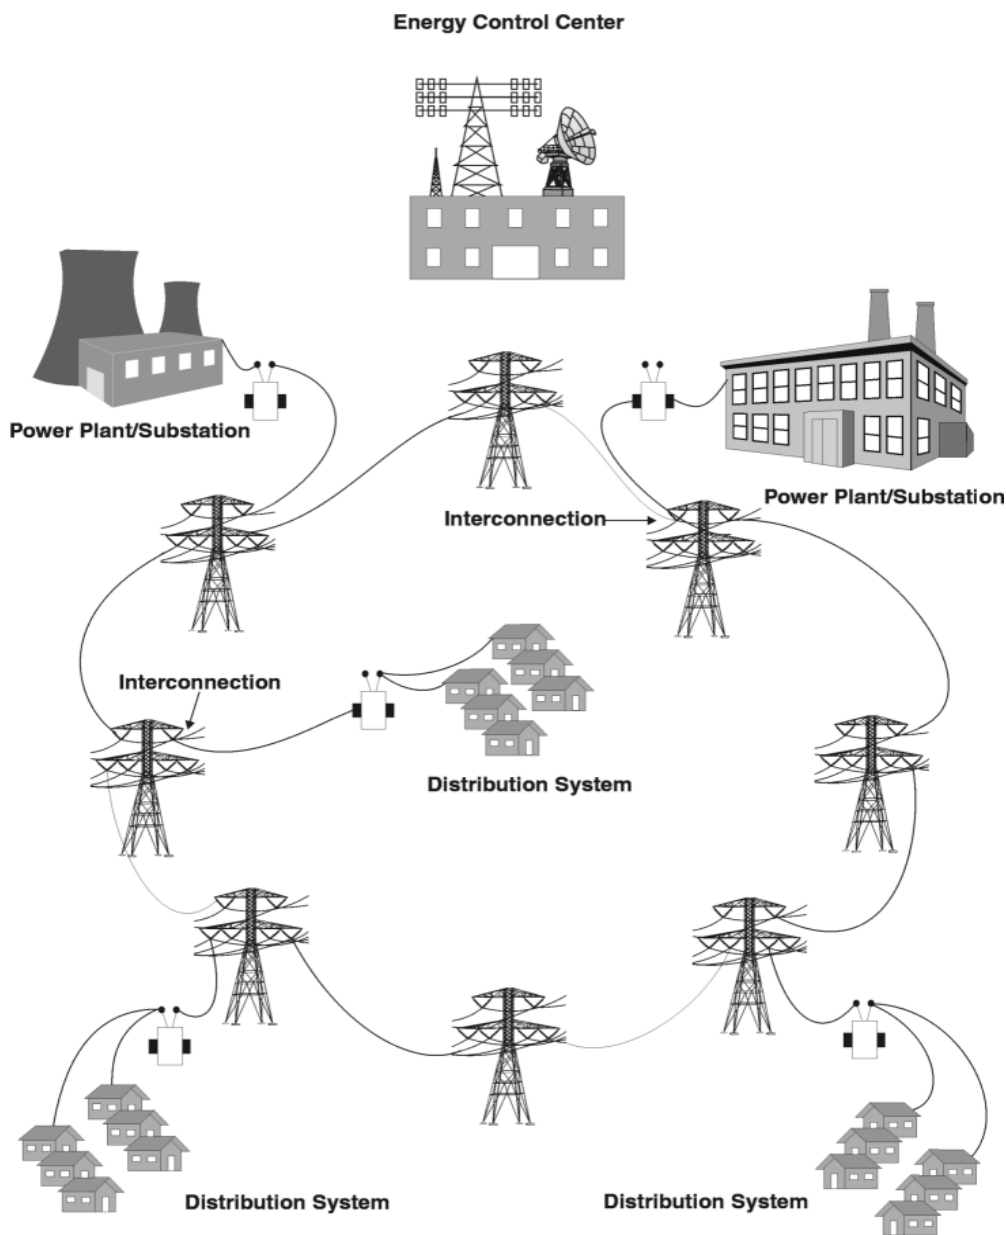 Energy Control Center
Power Plant/Substation
Power Plant/Substation
Interconnection
Interconnection
Distribution System
Distribution System
Distribution System